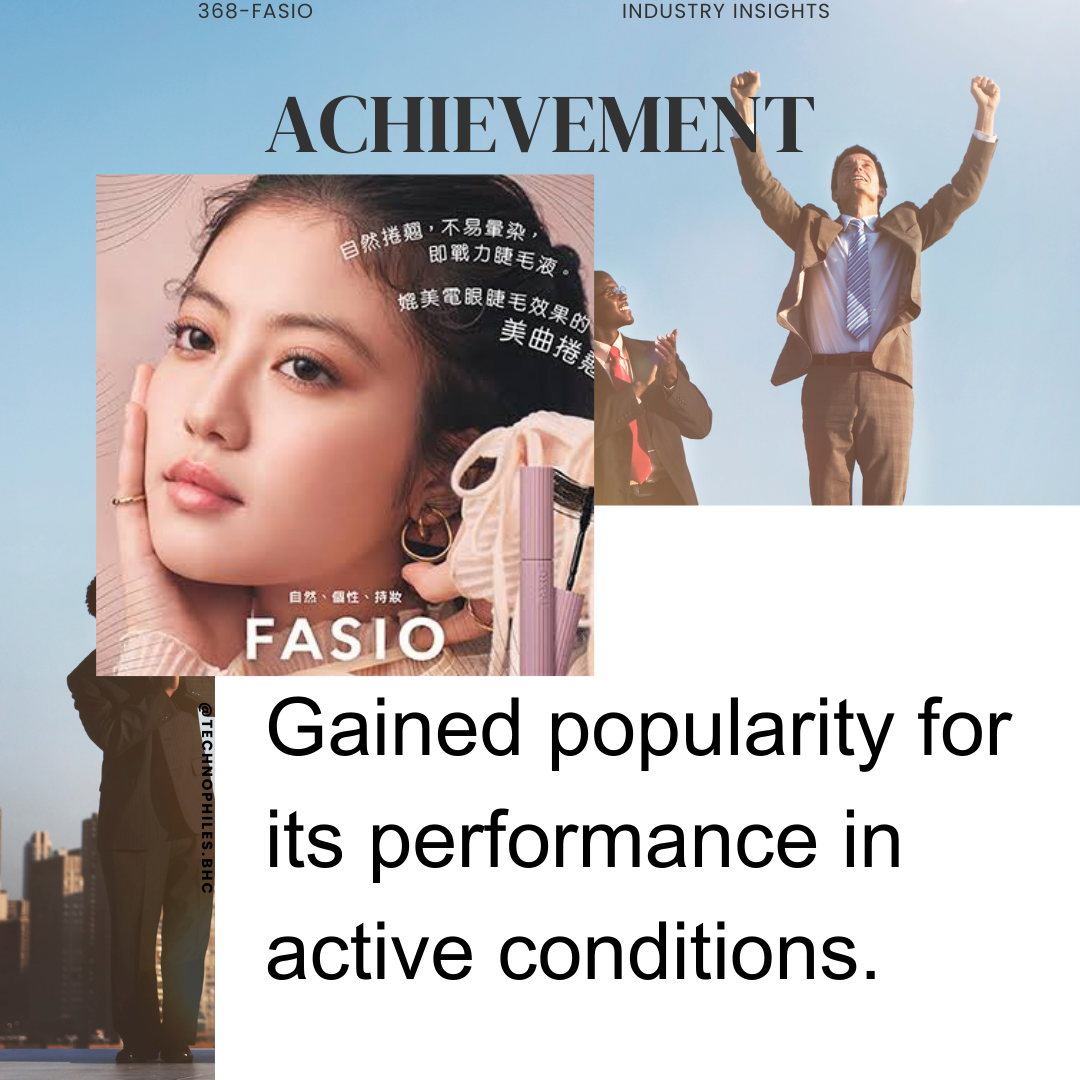 368-FASIO
INDUSTRY INSIGHTS
ACHIEVEMENT
自然捲翹，不易暈染，
即戰力睫毛液。
媲美電眼睫毛效果的
美曲捲翹
自然、個性、持妝
FASIO
@TECHNOPHILES.BHC
Gained popularity for
its performance in
active conditions.